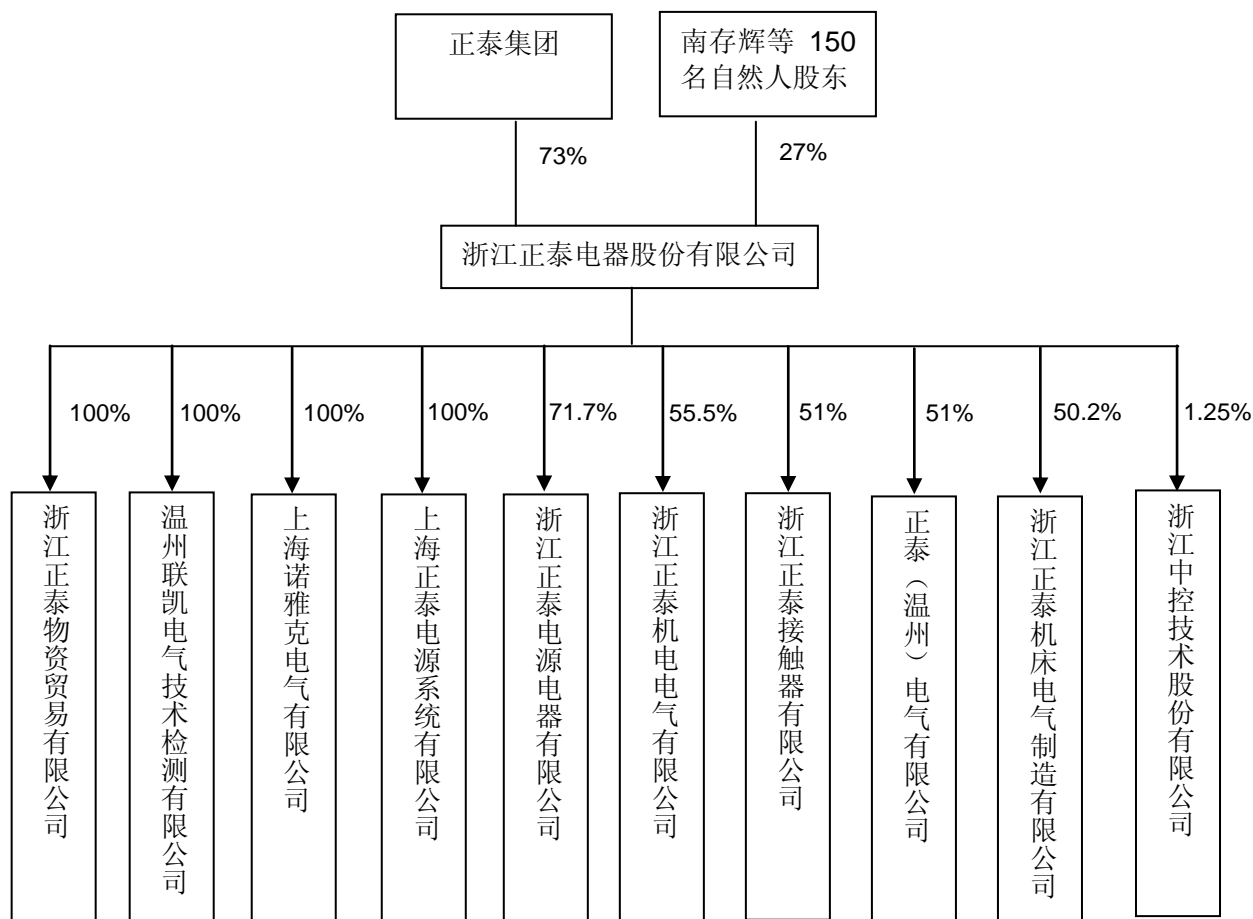 正泰集团
南存辉等 150
名自然人股东
73%
27%
浙江正泰电器股份有限公司
100%
100%
100%
100%
71.7%
55.5%
51%
51%
50.2%
1.25%
浙江正泰物资贸易有限公司
温州联凯电气技术检测有限公司
上海诺雅克电气有限公司
上海正泰电源系统有限公司
浙江正泰电源电器有限公司
浙江正泰机电电气有限公司
浙江正泰接触器有限公司
正泰（温州）电气有限公司
浙江正泰机床电气制造有限公司
浙江中控技术股份有限公司